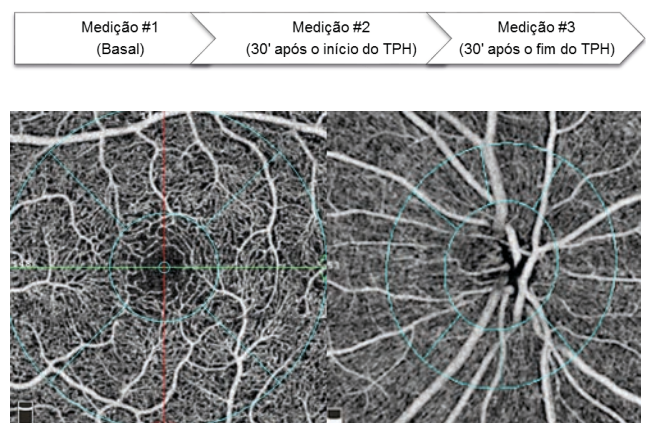 Medição #1
(Basal)
Medição #2
(30' após o início do TPH)
Medição #3
(30' após o fim do TPH)